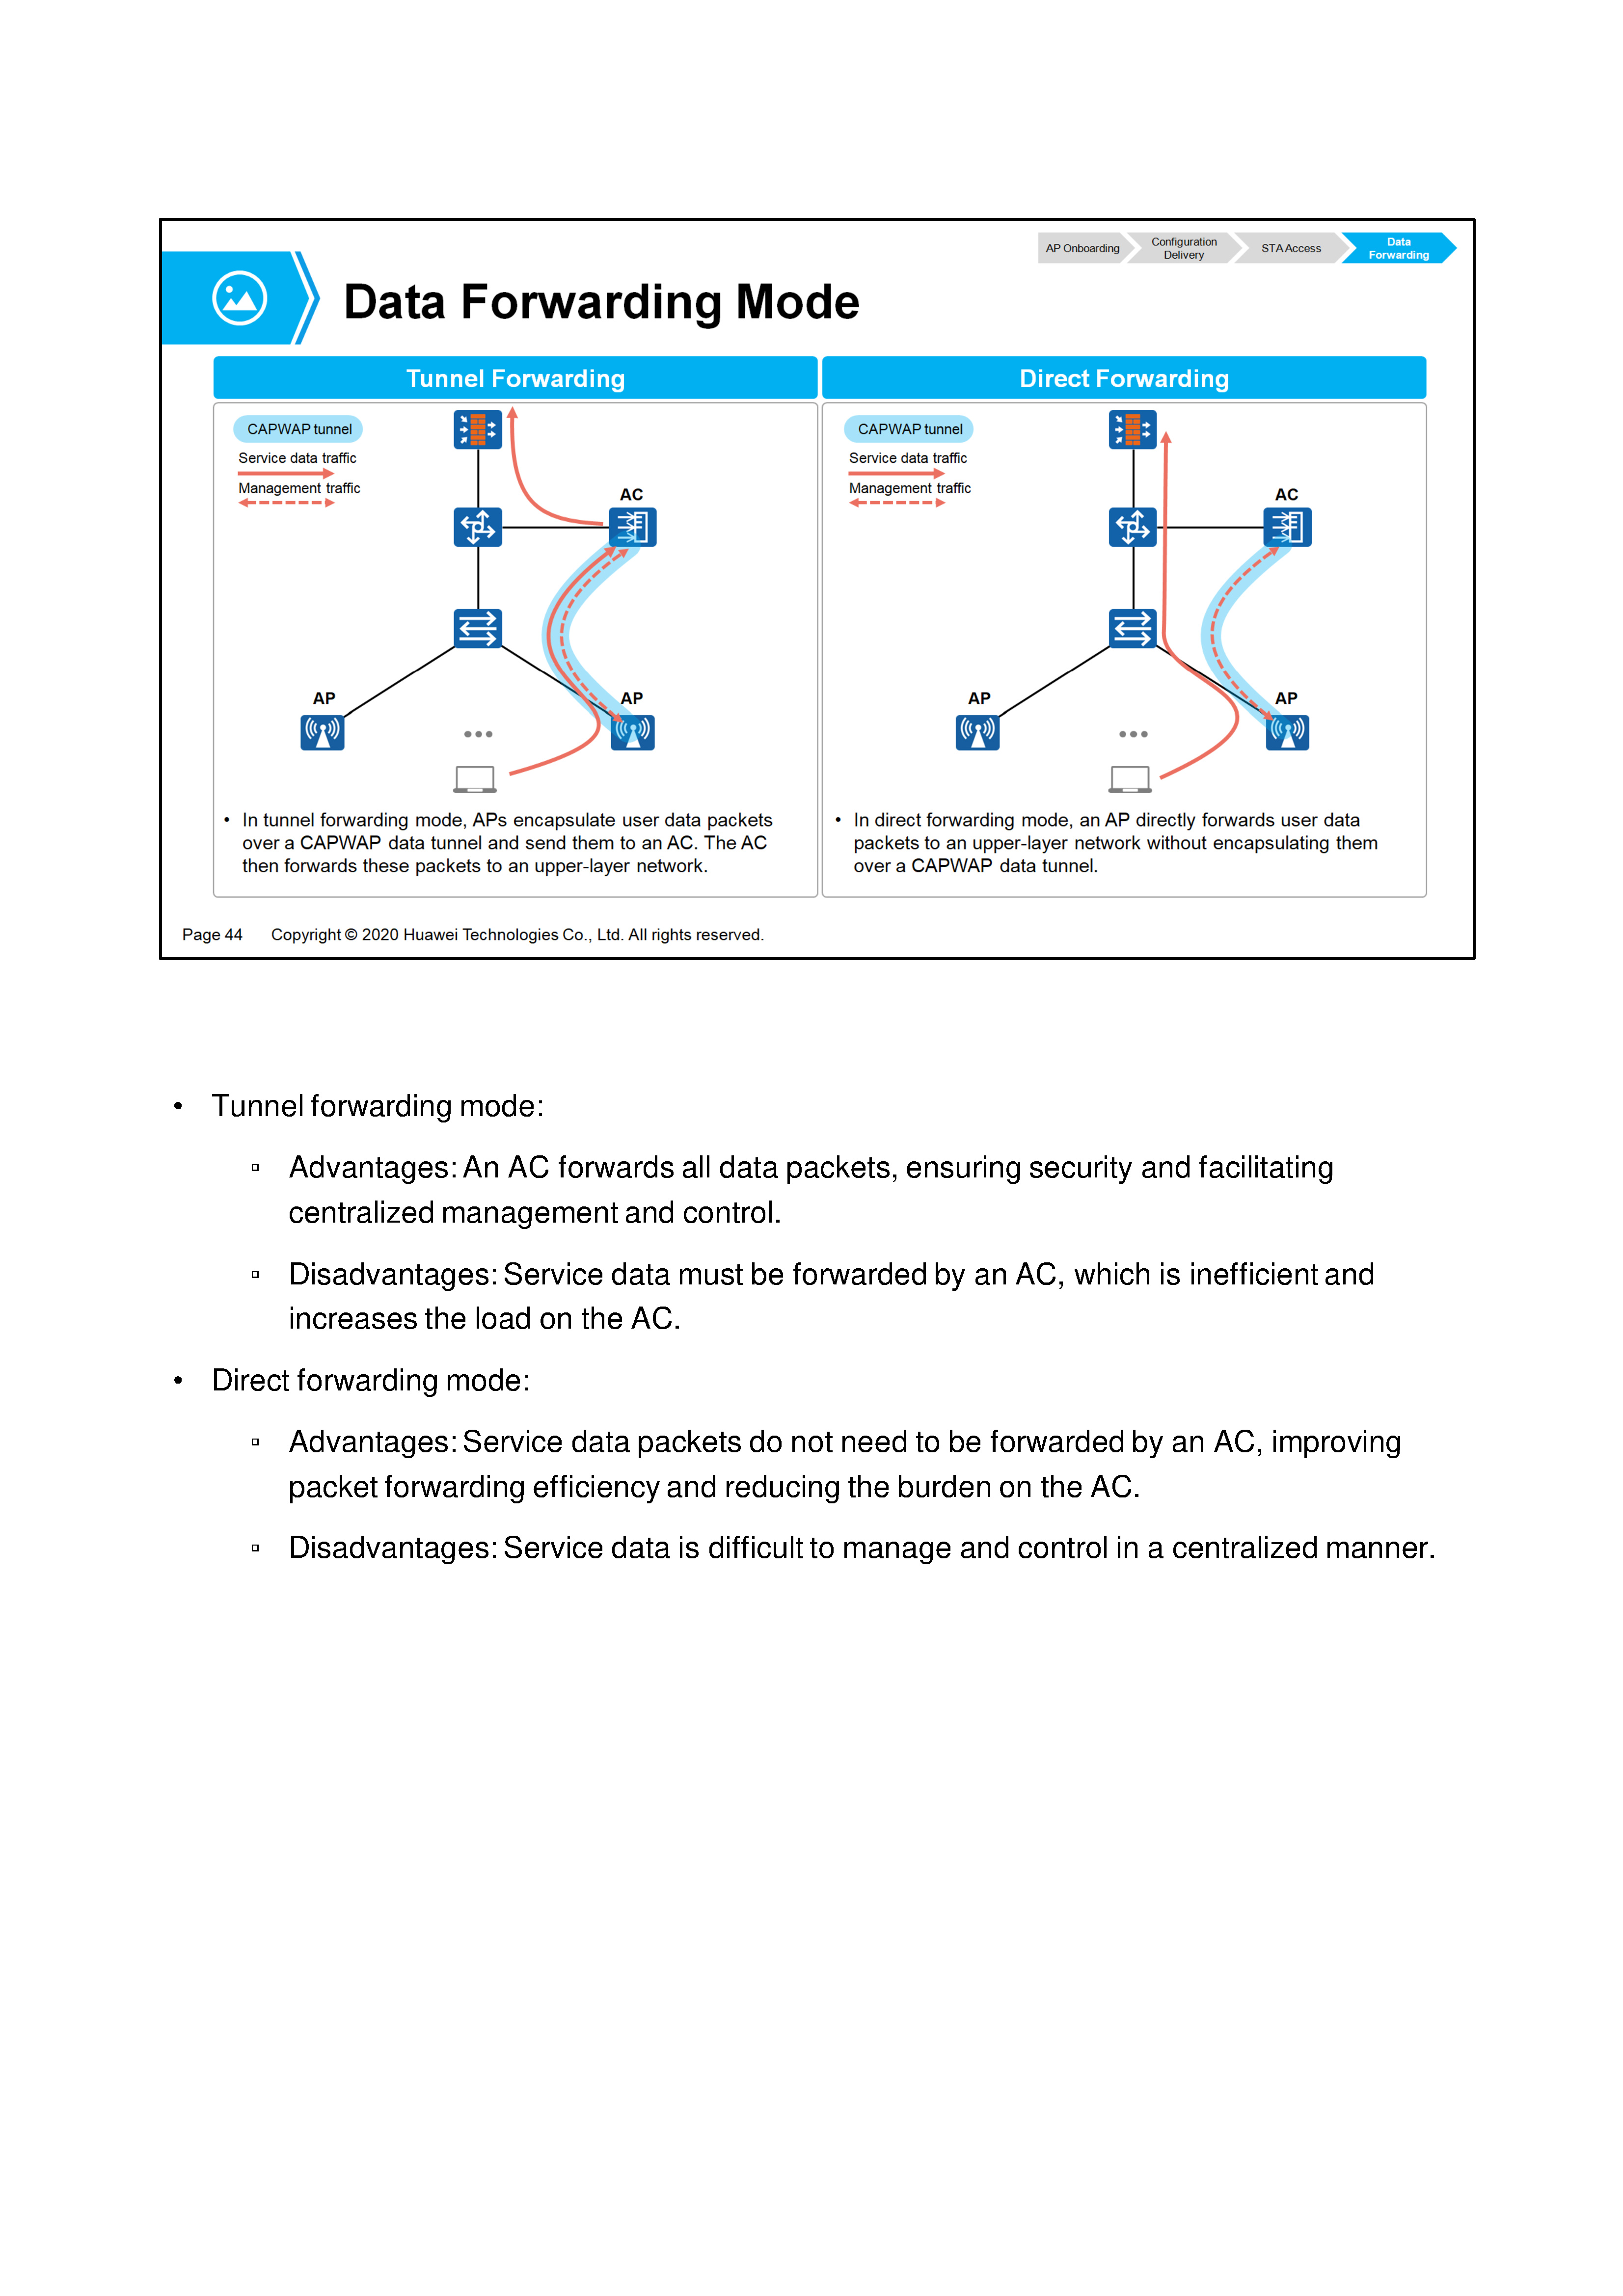 AP Onboarding
Configuration
Delivery
STA Access
Data
Forwarding
Data Forwarding Mode
Tunnel Forwarding
CAPWAP tunnel
Service data traffic
Management traffic
AC
AP
AP
• In tunnel forwarding mode, APs encapsulate user data packets
over a CAPWAP data tunnel and send them to an AC. The AC
then forwards these packets to an upper-layer network.
Direct Forwarding
CAPWAP tunnel
Service data traffic
Management traffic
AC
AP
AP
• In direct forwarding mode, an AP directly forwards user data
packets to an upper-layer network without encapsulating them
over a CAPWAP data tunnel.
Page 44 Copyright © 2020 Huawei Technologies Co., Ltd. All rights reserved.
• Tunnel forwarding mode:
▫ Advantages: An AC forwards all data packets, ensuring security and facilitating
centralized management and control.
▫ Disadvantages: Service data must be forwarded by an AC, which is inefficient and
increases the load on the AC.
• Direct forwarding mode:
▫ Advantages: Service data packets do not need to be forwarded by an AC, improving
packet forwarding efficiency and reducing the burden on the AC.
▫ Disadvantages: Service data is difficult to manage and control in a centralized manner.